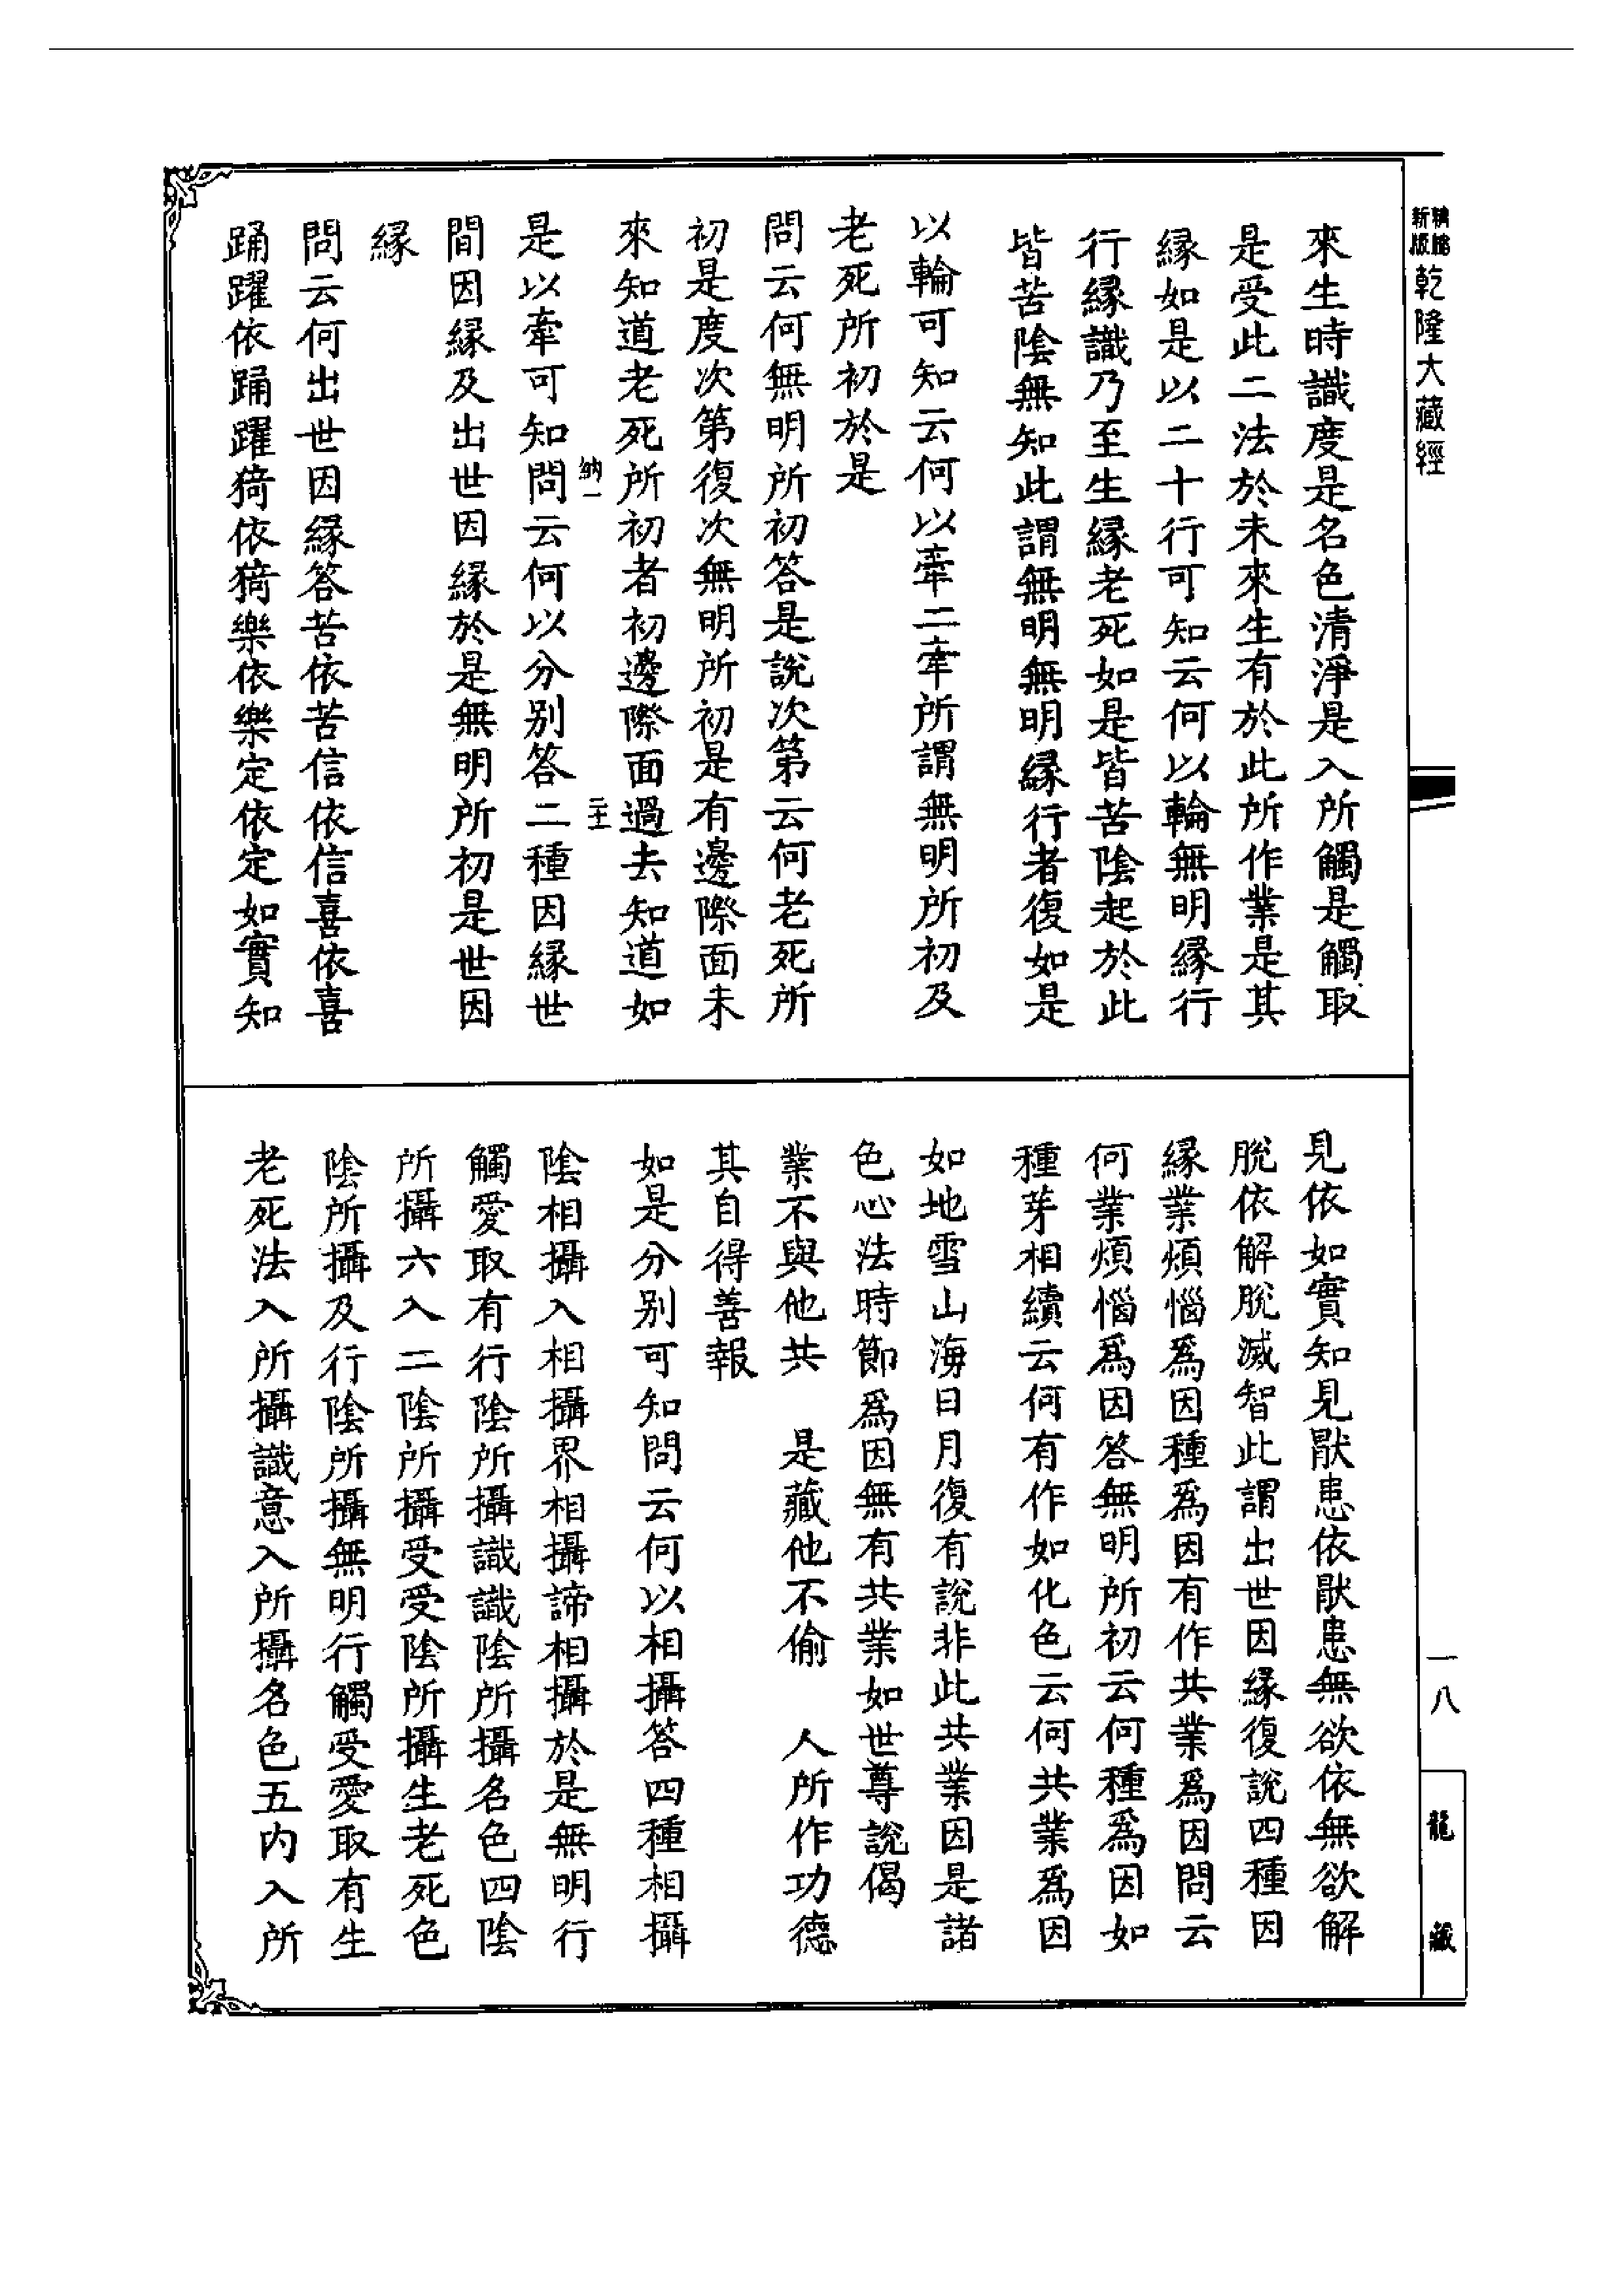 精縮新版乾隆大藏經
來生時識度是名色清淨是入所觸是觸取
是受此二法於未來生有於此所作業是其
緣如是以二十行可知云何以輪無明緣行
行緣識乃至生緣老死如是皆苦陰起於此
皆苦陰無知此謂無明無明緣行者復如是
以輪可知云何以牽二牽所謂無明所初及
老死所初於是
問云何無明所初答是說次第云何老死所
初是度次第復次無明所初是有邊際面未
來知道老死所初者初邊際面過去知道如
納一
二十一
是以牽可知問云何以分別答二種因緣世
間因緣及出世因緣於是無明所初是世因
緣
問云何出世因緣答苦依苦信依信喜依喜
踊躍依踊躍猗依猗樂依樂定依定如實知
見依如實知見猒患依猒患無欲依無欲解
脫依解脫滅智此謂出世因緣復說四種因
緣業煩惱為因種為因有作共業為因問云
何業煩惱為因答無明所初云何種為因如
種芽相續云何有作如化色云何共業為因
如地雪山海日月復有說非此共業因是諸
色心法時節為因無有共業如世尊說偈
業不與他共　是藏他不偷　人所作功德
其自得善報
如是分別可知問云何以相攝答四種相攝
陰相攝入相攝界相攝諦相攝於是無明行
觸愛取有行陰所攝識識陰所攝名色四陰
所攝六入二陰所攝受受陰所攝生老死色
陰所攝及行陰所攝無明行觸受愛取有生
老死法入所攝識意入所攝名色五內入所
一八
龍藏